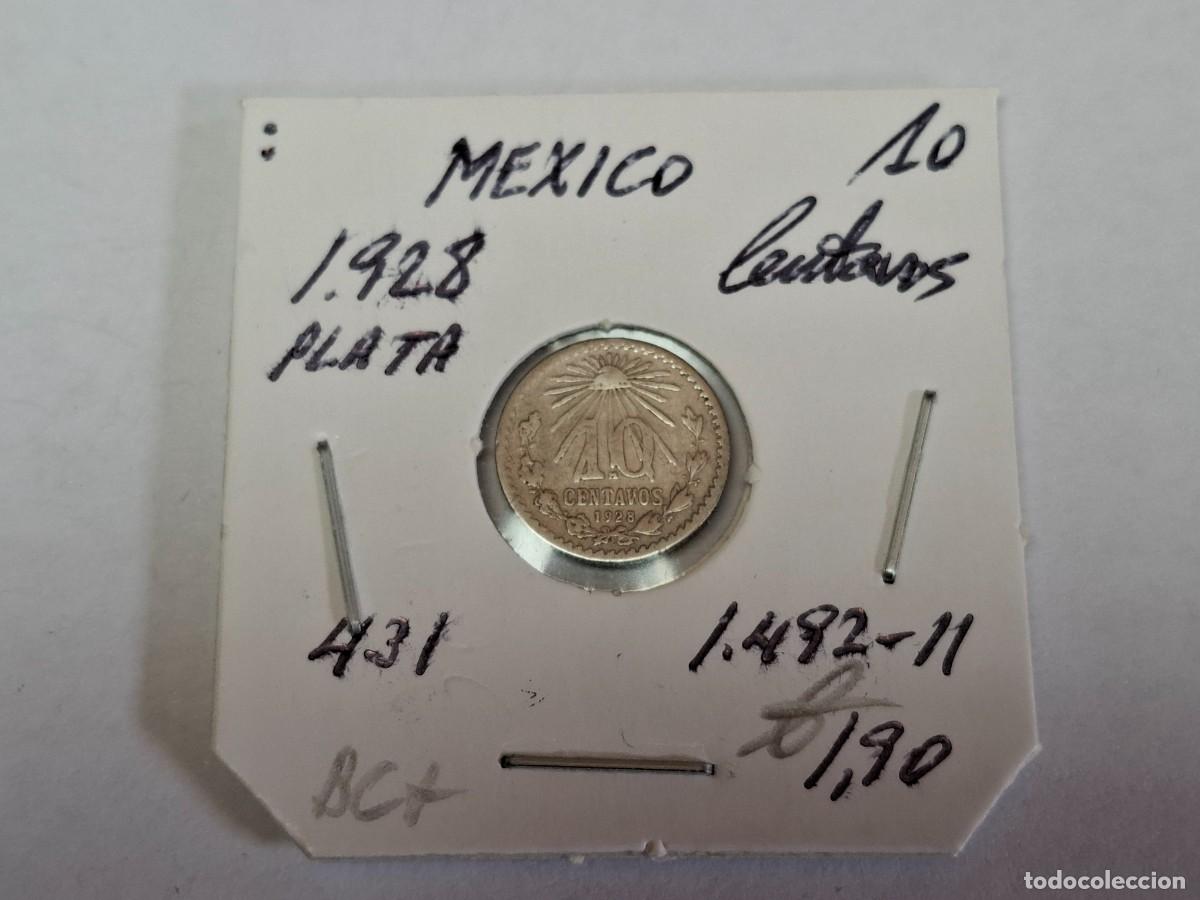 MEXICO
10
Centavos
1.928
PLATA
10
CENTAVOS
1928
431
1.492-11
1,90
BC+
todocoleccion